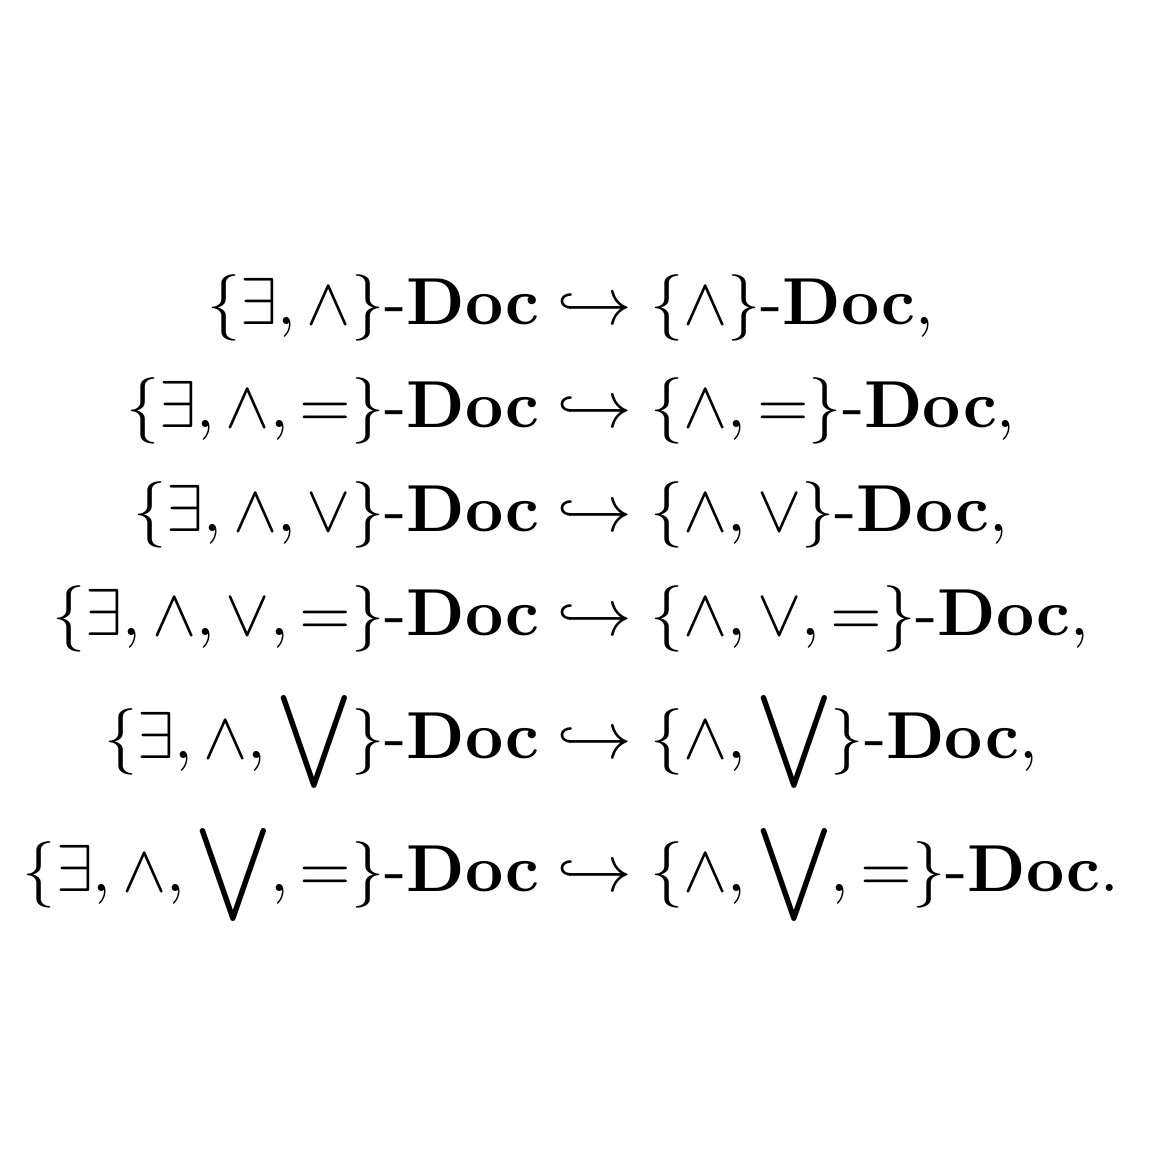 {∃, ∧}-Doc ↪ {∧}-Doc,
{∃, ∧, =}-Doc ↪ {∧, =}-Doc,
{∃, ∧, ∨}-Doc ↪ {∧, ∨}-Doc,
{∃, ∧, ∨, =}-Doc ↪ {∧, ∨, =}-Doc,
{∃, ∧, ⋁}-Doc ↪ {∧, ⋁}-Doc,
{∃, ∧, ⋁, =}-Doc ↪ {∧, ⋁, =}-Doc.